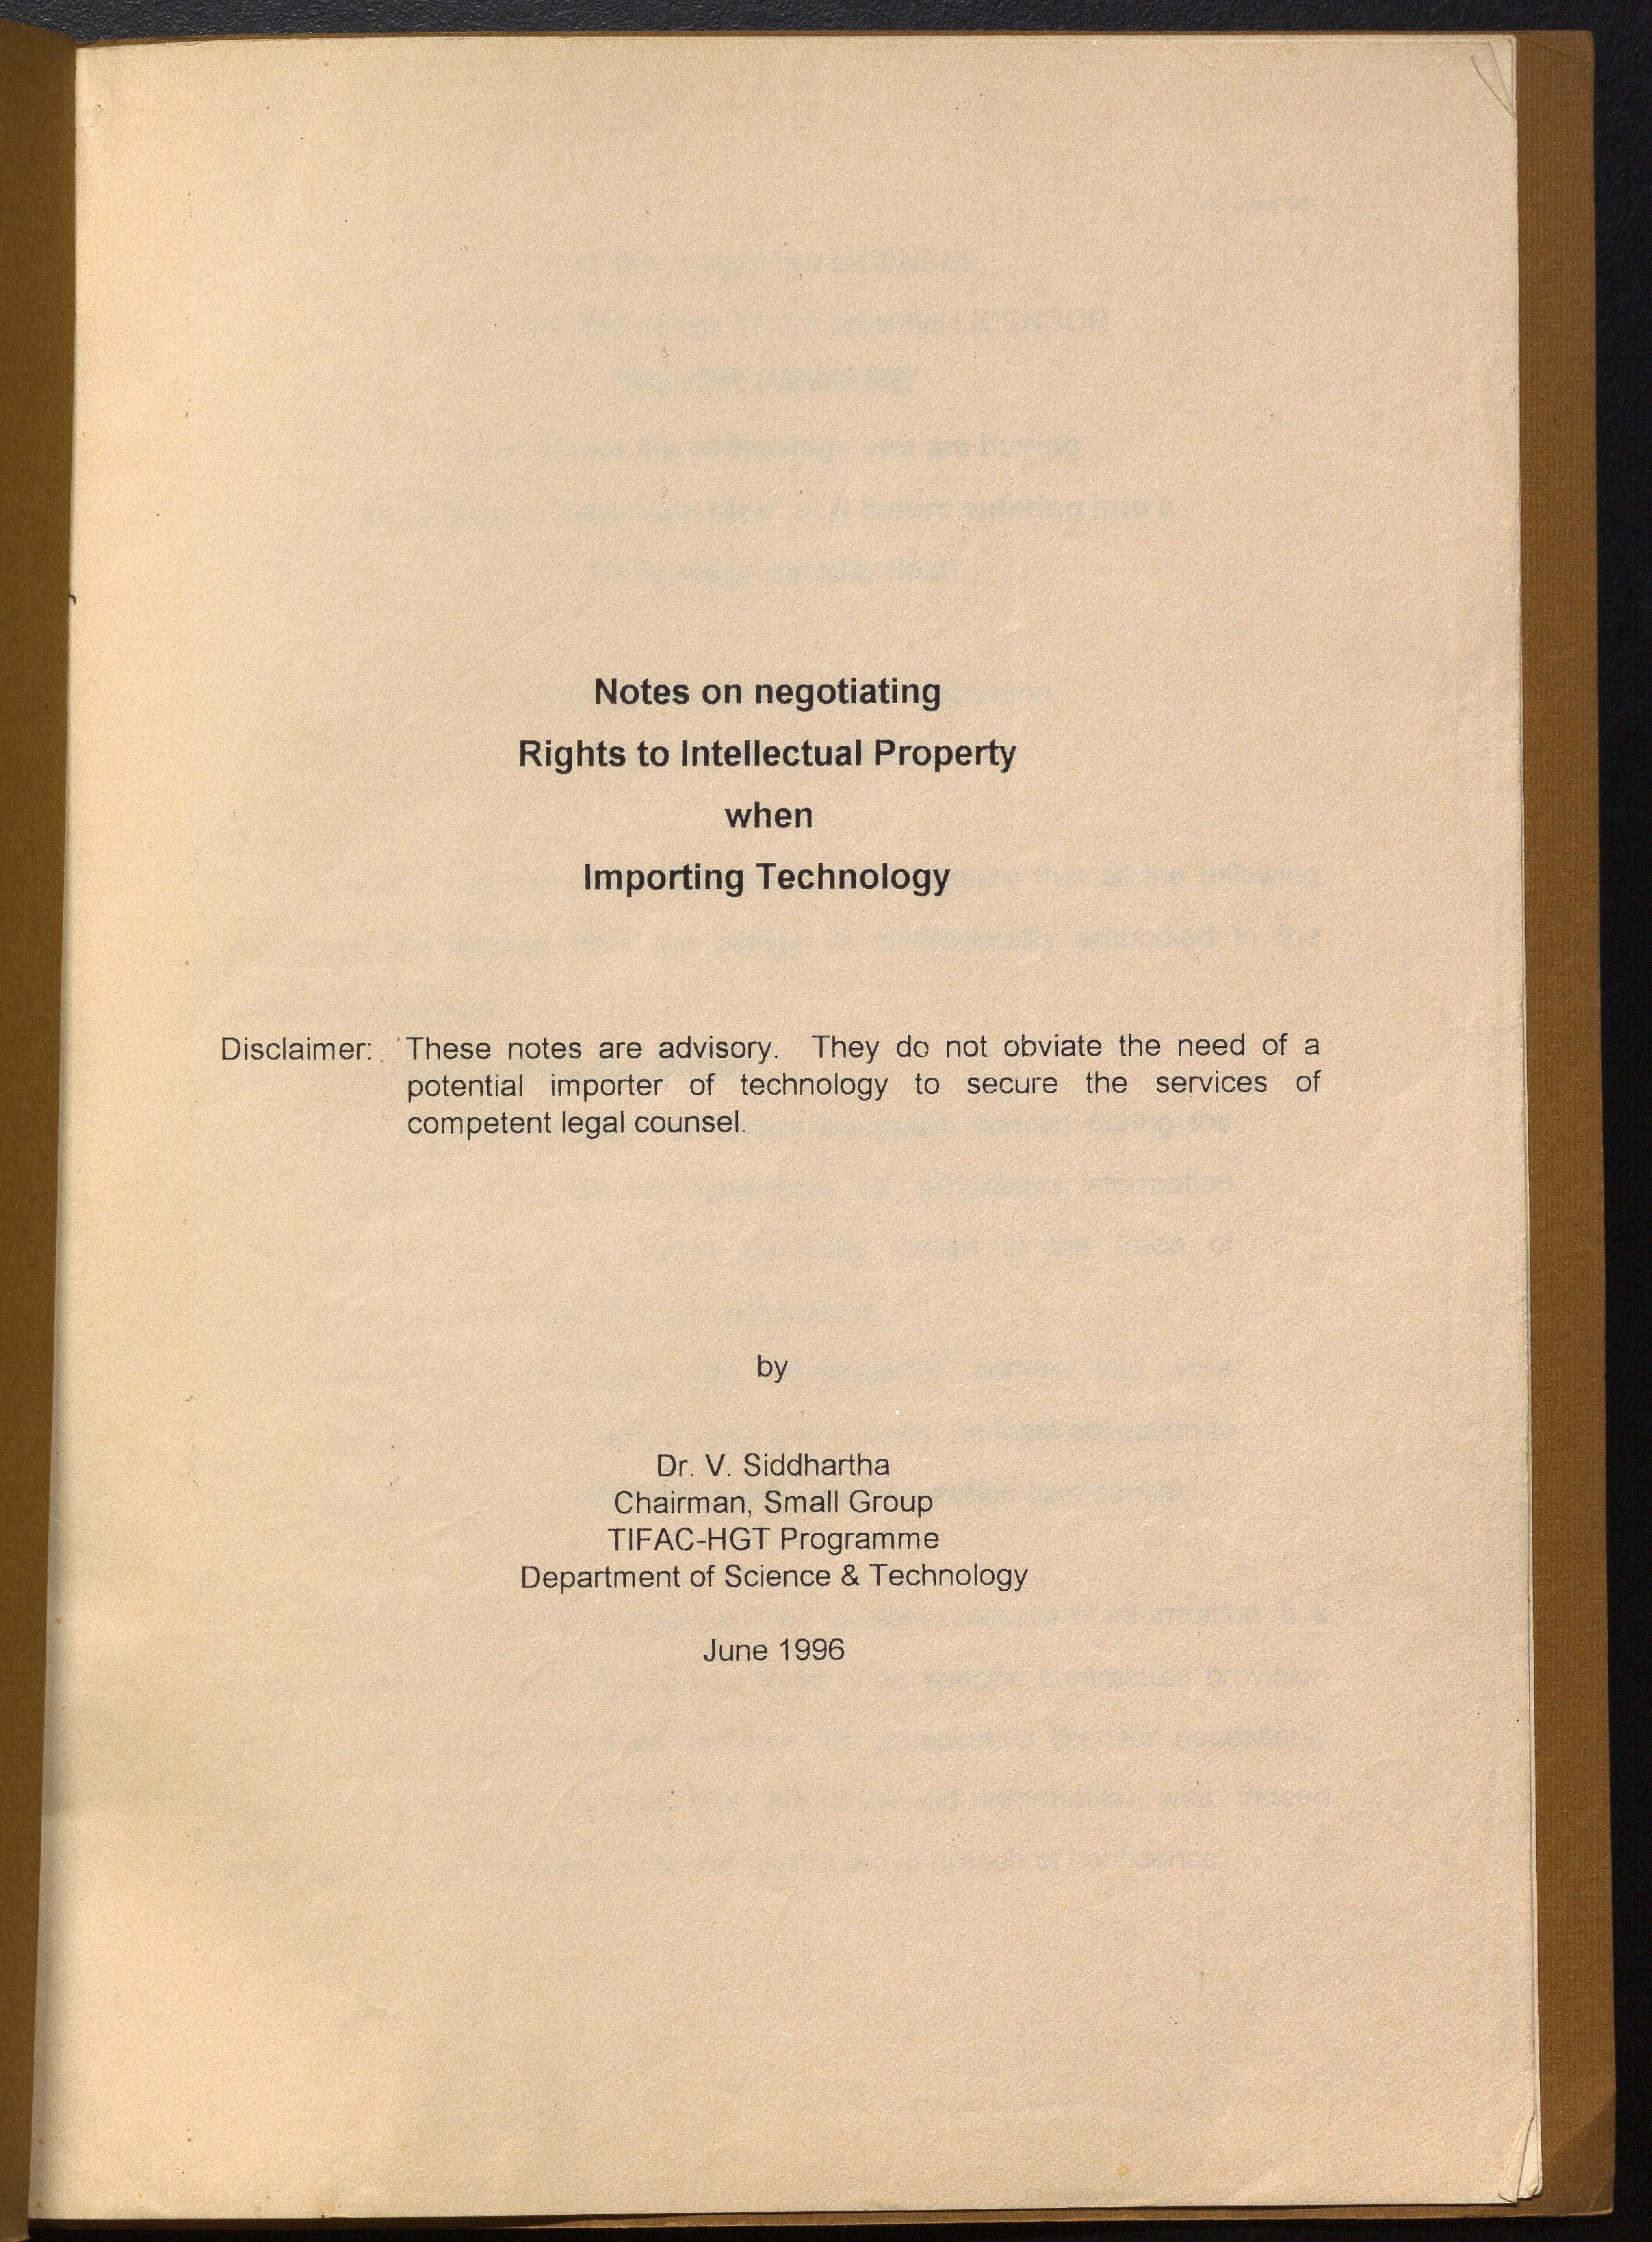 Notes on negotiating
Rights to Intellectual Property
when
Importing Technology
Disclaimer: These notes are advisory. They do not obviate the need of a
potential importer of technology to secure the services of
competent legal counsel.
by
Dr. V. Siddhartha
Chairman, Small Group
TIFAC-HGT Programme
Department of Science & Technology
June 1996